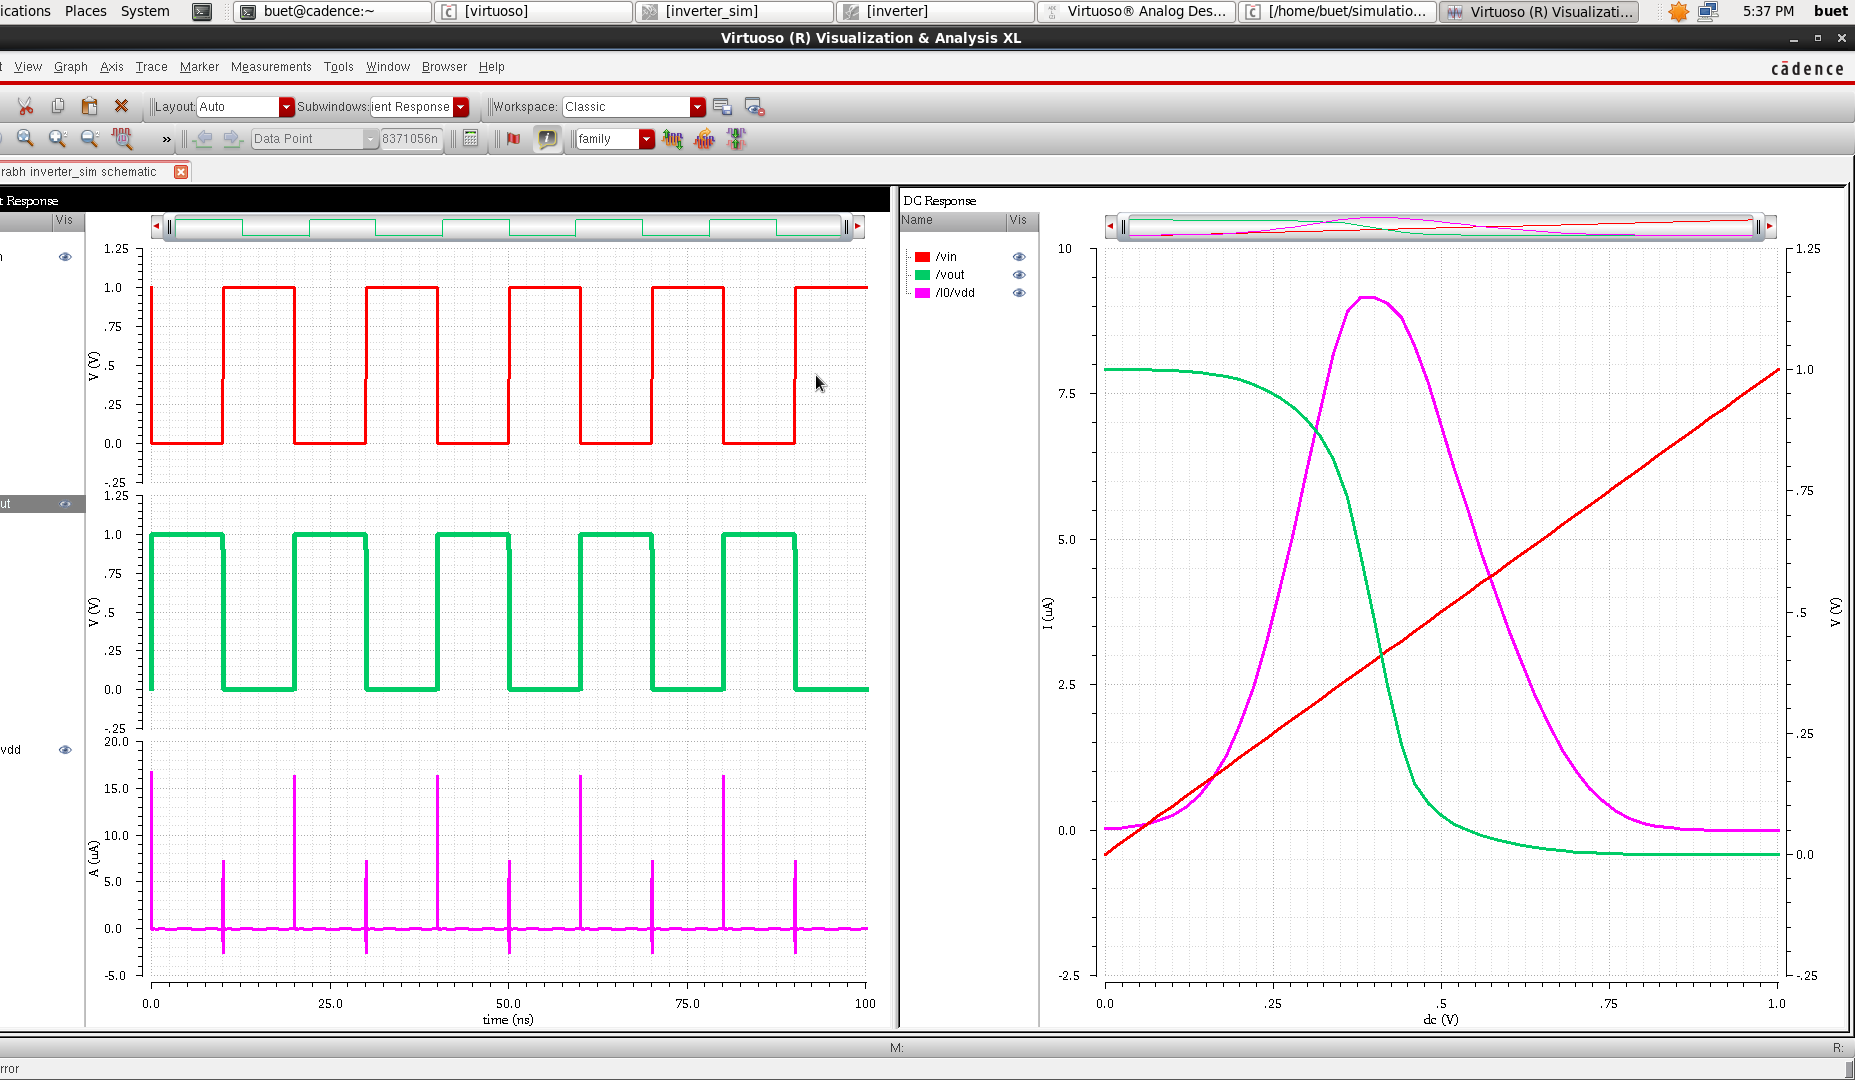 ications Places System buet@cadence:~ [virtuoso] [inverter_sim] [inverter] Virtuoso® Analog Des... [/home/buet/simulatio... Virtuoso (R) Visualizati... 5:37 PM buet
Virtuoso (R) Visualization & Analysis XL
t View Graph Axis Trace Marker Measurements Tools Window Browser Help cādence
Layout: Auto Subwindows: ient Response Workspace: Classic
» Data Point 8371056n family
rabh inverter_sim schematic
t Response
Vis
n
ut
vdd
1.25
1.0
.75
.5
.25
0.0
-.25
V (V)
1.25
1.0
.75
.5
.25
0.0
-.25
V (V)
20.0
15.0
10.0
5.0
0.0
-5.0
A (uA)
0.0 25.0 50.0 75.0 100
time (ns)
DC Response
Name Vis
/vin
/vout
/I0/vdd
10
7.5
5.0
2.5
0.0
-2.5
I (uA)
1.25
1.0
.75
.5
.25
0.0
-.25
V (V)
0.0 .25 .5 .75 1.0
dc (V)
M: R:
rror